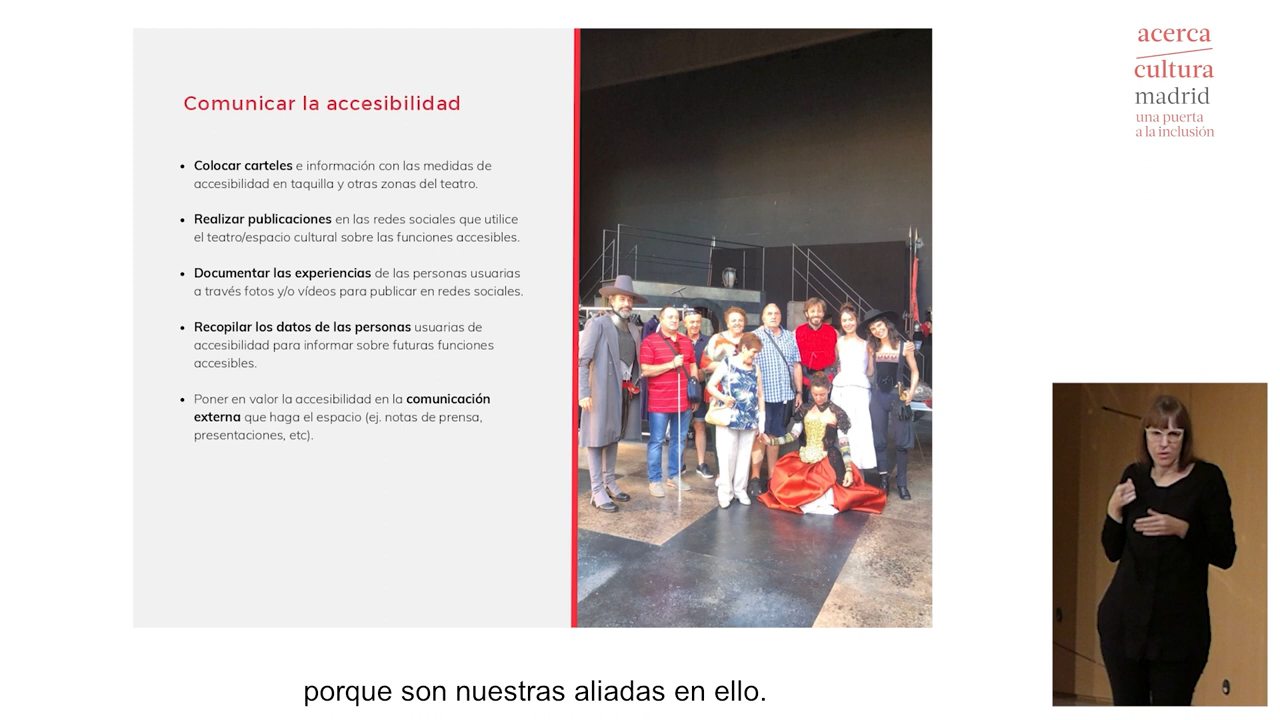 Comunicar la accesibilidad
• Colocar carteles e información con las medidas de
accesibilidad en taquilla y otras zonas del teatro.
• Realizar publicaciones en las redes sociales que utilice
el teatro/espacio cultural sobre las funciones accesibles.
• Documentar las experiencias de las personas usuarias
a través fotos y/o vídeos para publicar en redes sociales.
• Recopilar los datos de las personas usuarias de
accesibilidad para informar sobre futuras funciones
accesibles.
• Poner en valor la accesibilidad en la comunicación
externa que haga el espacio (ej. notas de prensa,
presentaciones, etc).
acerca
cultura
madrid
una puerta
a la inclusión
porque son nuestras aliadas en ello.